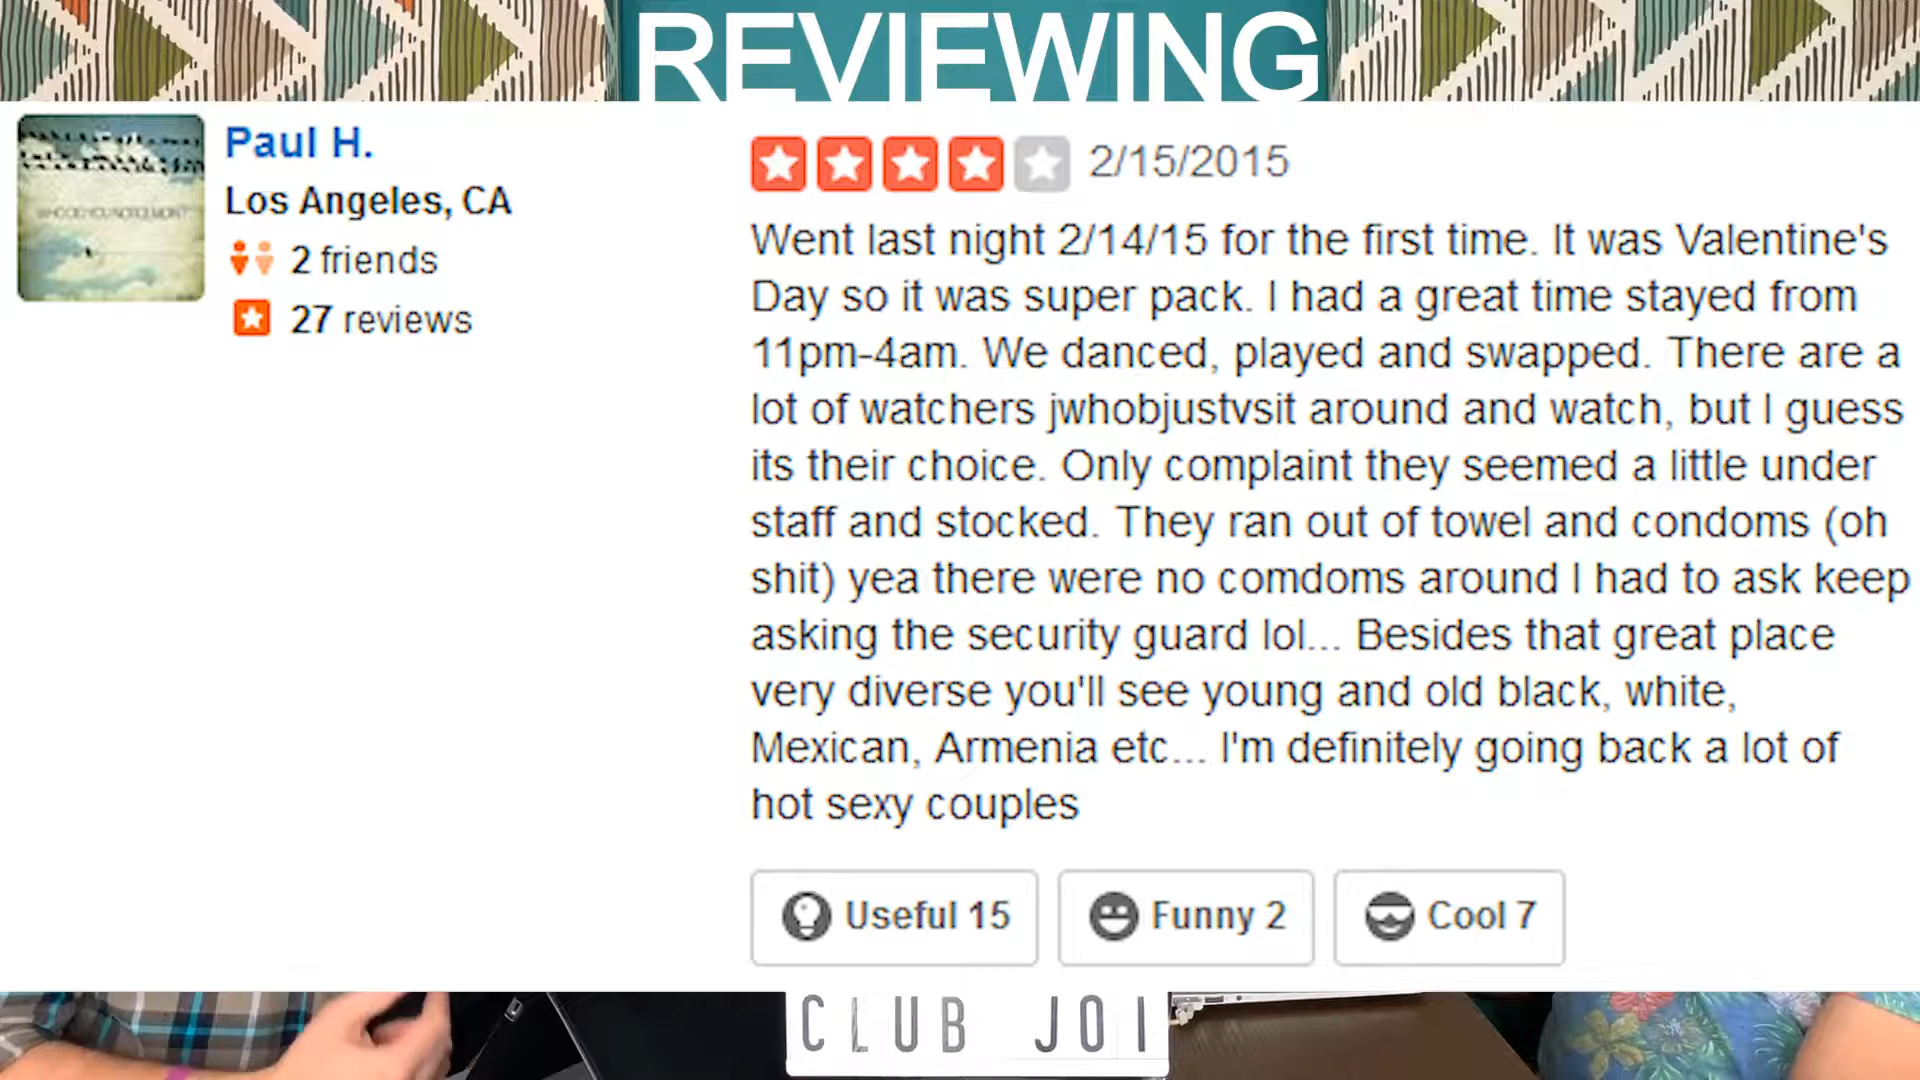 REVIEWING
Paul H.
Los Angeles, CA
2 friends
27 reviews
2/15/2015
Went last night 2/14/15 for the first time. It was Valentine's
Day so it was super pack. I had a great time stayed from
11pm-4am. We danced, played and swapped. There are a
lot of watchers jwhobjustvsit around and watch, but I guess
its their choice. Only complaint they seemed a little under
staff and stocked. They ran out of towel and condoms (oh
shit) yea there were no comdoms around I had to ask keep
asking the security guard lol... Besides that great place
very diverse you'll see young and old black, white,
Mexican, Armenia etc... I'm definitely going back a lot of
hot sexy couples
Useful 15
Funny 2
Cool 7
CLUB JOI